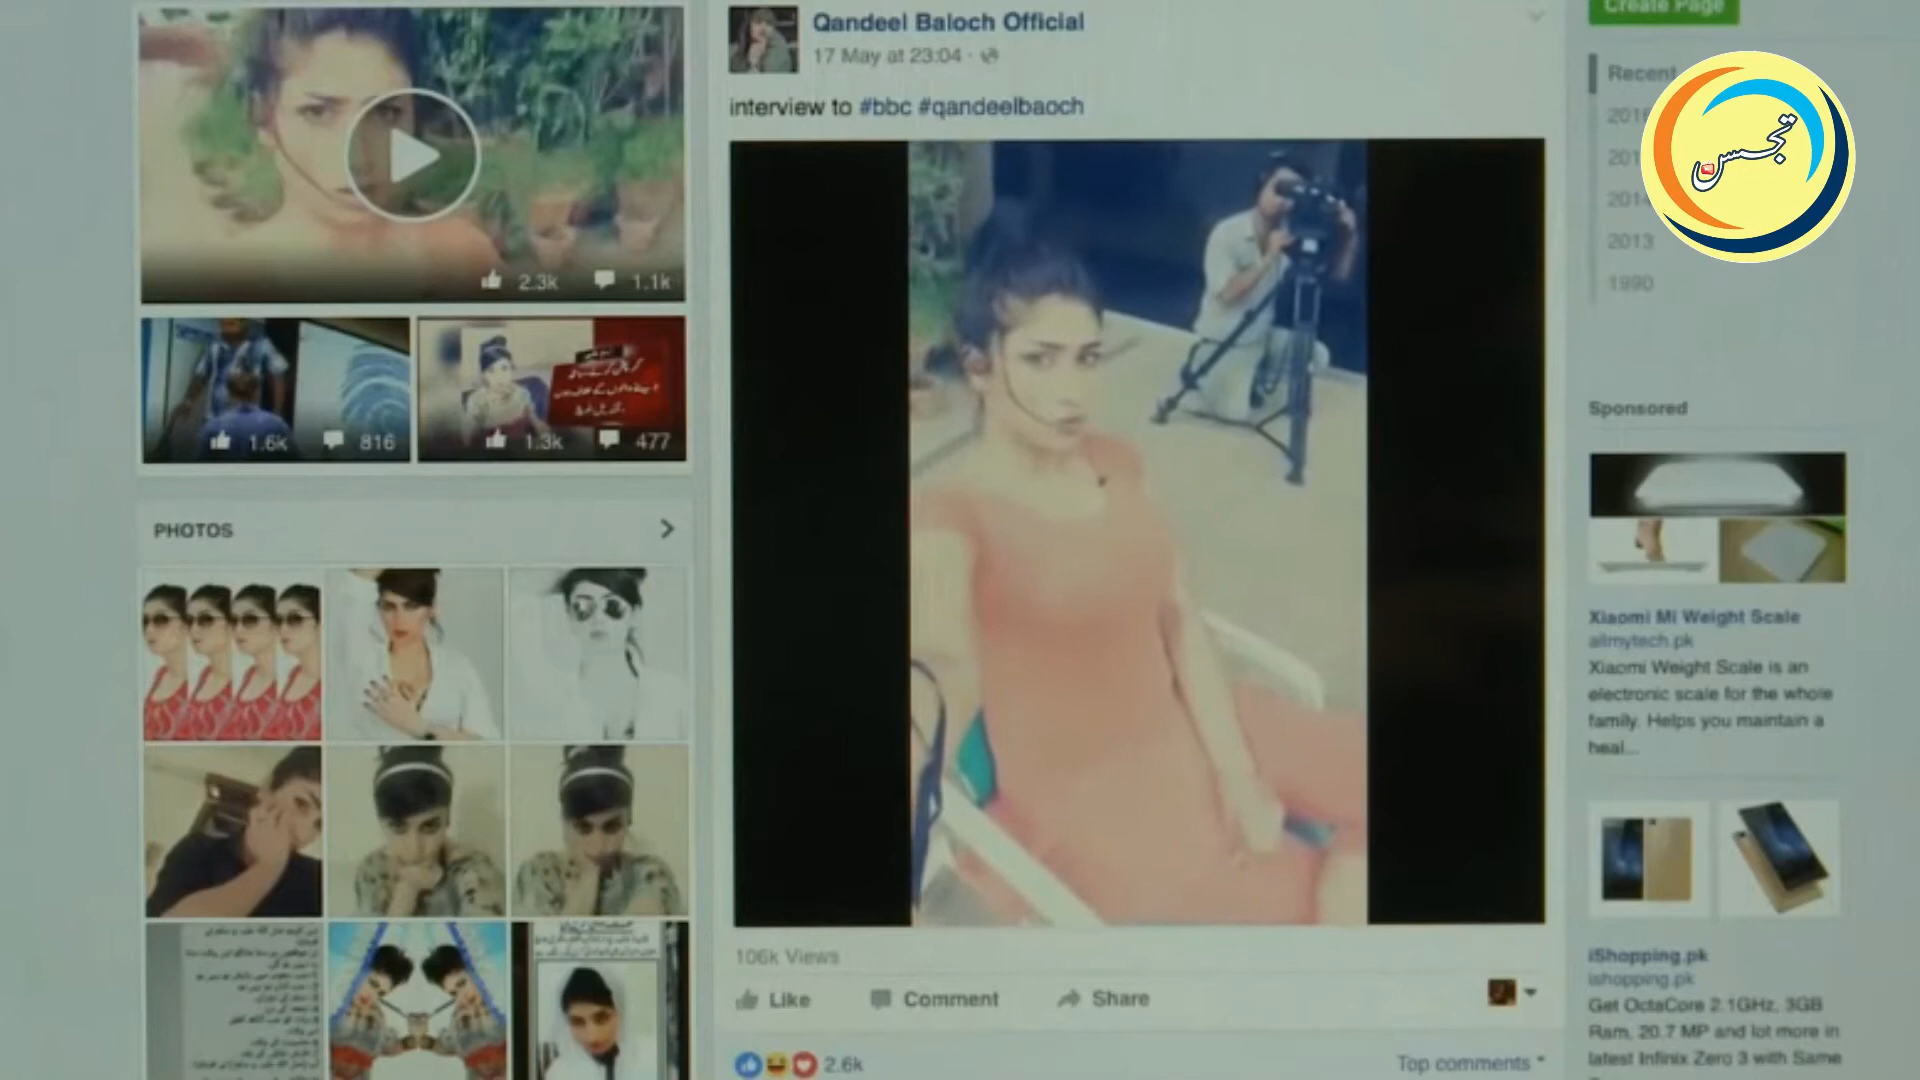 2.3k 1.1k
1.6k 816
1.3k 477
PHOTOS
Qandeel Baloch Official
17 May at 23:04
interview to #bbc #qandeelbaoch
106k Views
Like Comment Share
2.6k
Top comments
Create Page
Recent
2014
2013
1990
تجسس
Sponsored
Xiaomi Mi Weight Scale
allmytech.pk
Xiaomi Weight Scale is an
electronic scale for the whole
family. Helps you maintain a
heal...
iShopping.pk
ishopping.pk
Get OctaCore 2.1GHz, 3GB
Ram, 20.7 MP and lot more in
latest Infinix Zero 3 with Same